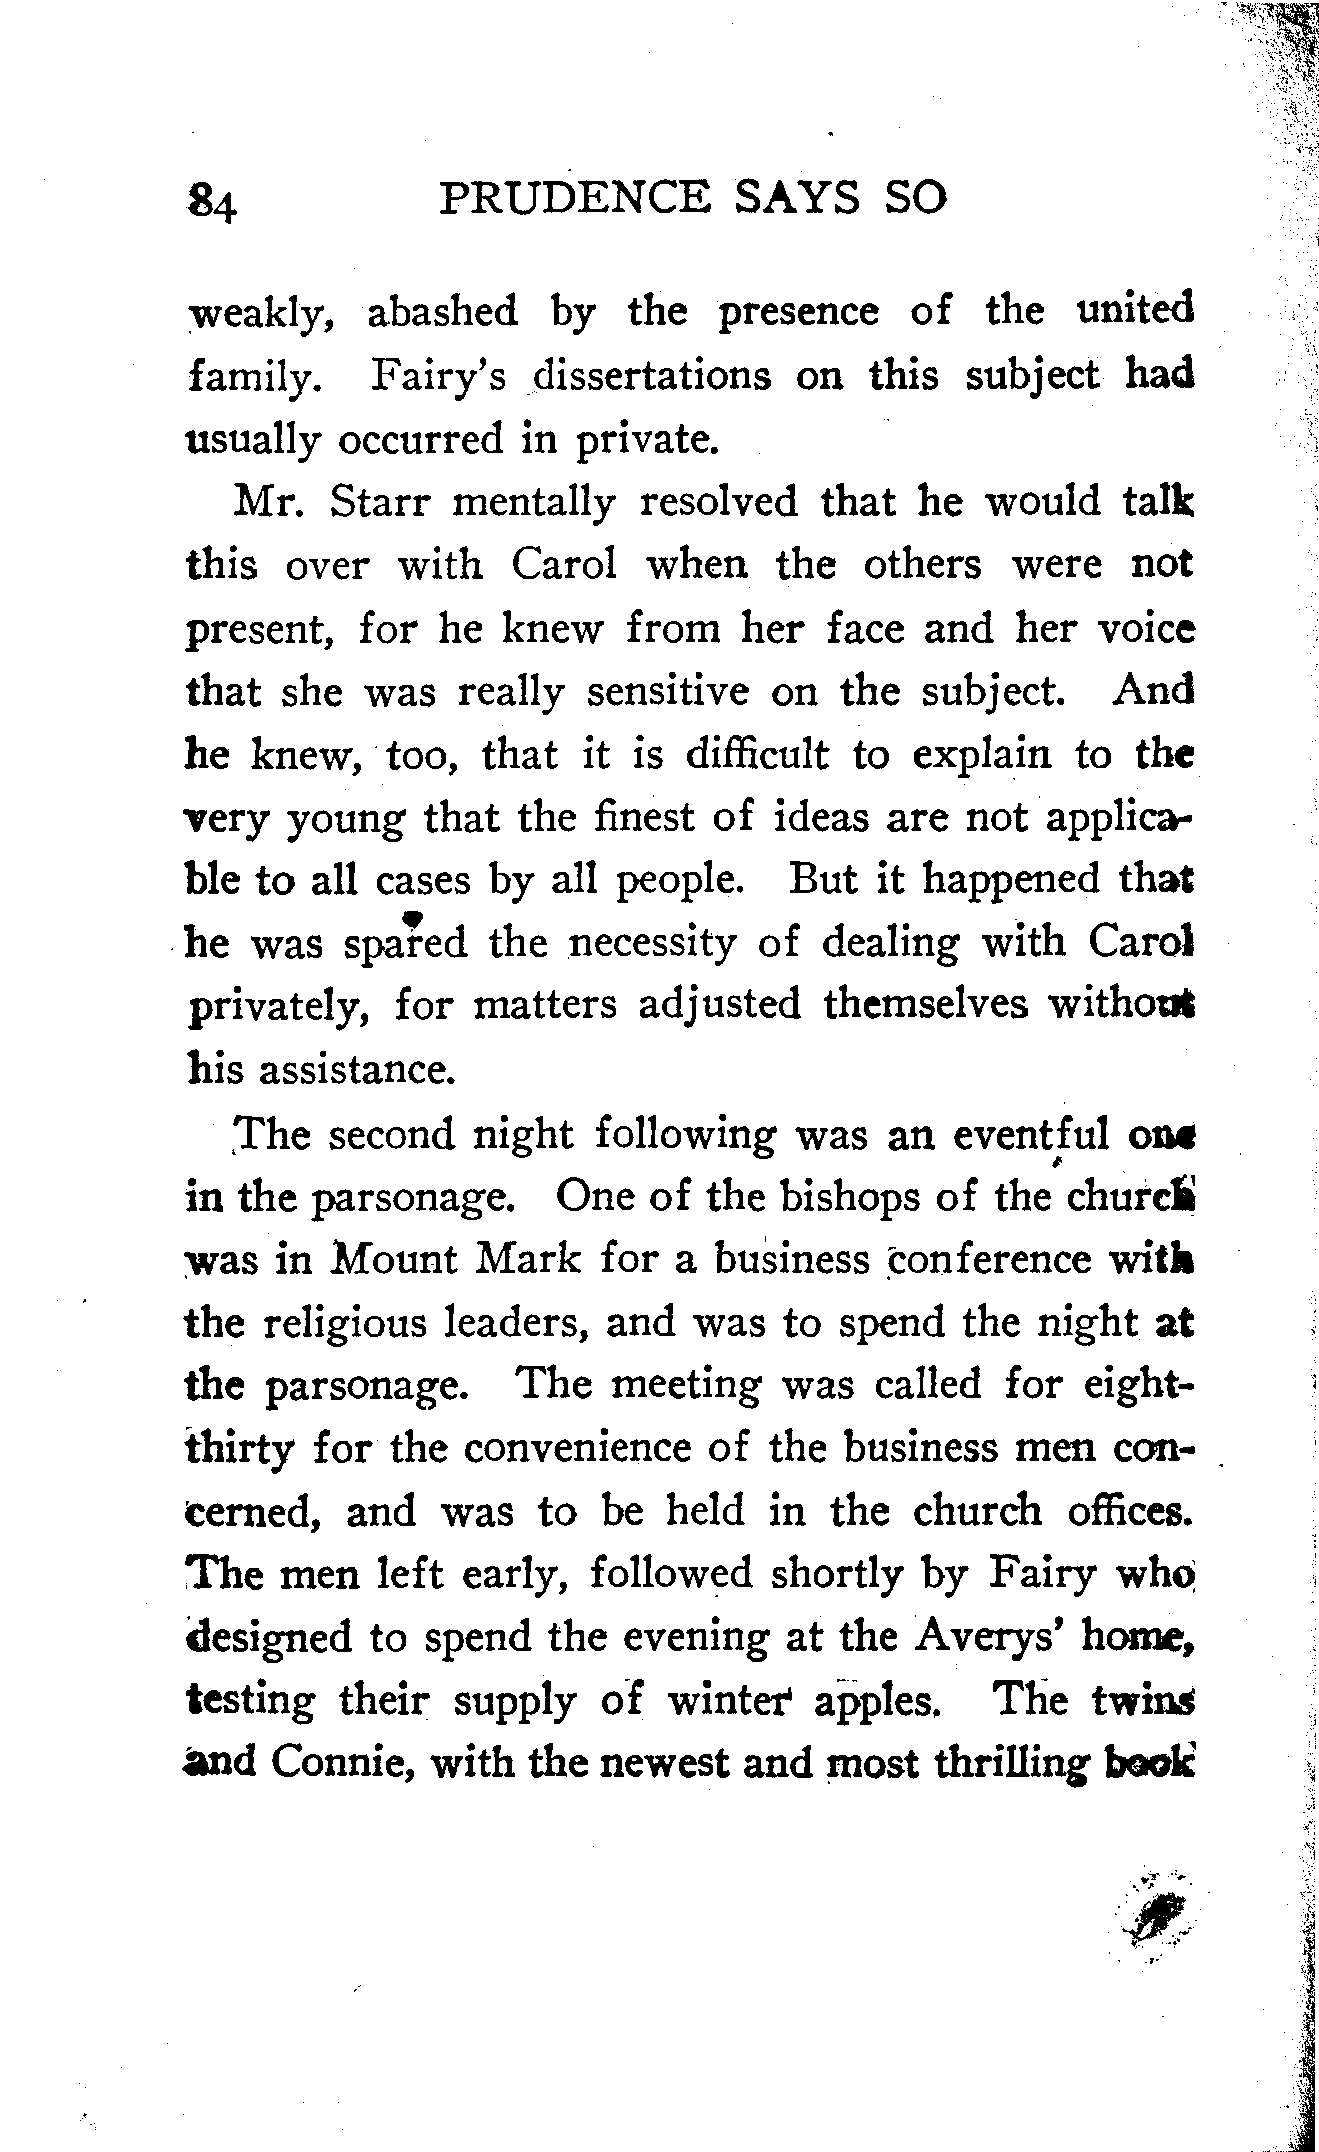 84 PRUDENCE SAYS SO
weakly, abashed by the presence of the united
family. Fairy's dissertations on this subject had
usually occurred in private.
Mr. Starr mentally resolved that he would talk
this over with Carol when the others were not
present, for he knew from her face and her voice
that she was really sensitive on the subject. And
he knew, too, that it is difficult to explain to the
very young that the finest of ideas are not applica-
ble to all cases by all people. But it happened that
he was spared the necessity of dealing with Carol
privately, for matters adjusted themselves without
his assistance.
The second night following was an eventful one
in the parsonage. One of the bishops of the church
was in Mount Mark for a business conference with
the religious leaders, and was to spend the night at
the parsonage. The meeting was called for eight-
thirty for the convenience of the business men con-
cerned, and was to be held in the church offices.
The men left early, followed shortly by Fairy who
designed to spend the evening at the Averys' home,
testing their supply of winter apples. The twins
and Connie, with the newest and most thrilling book